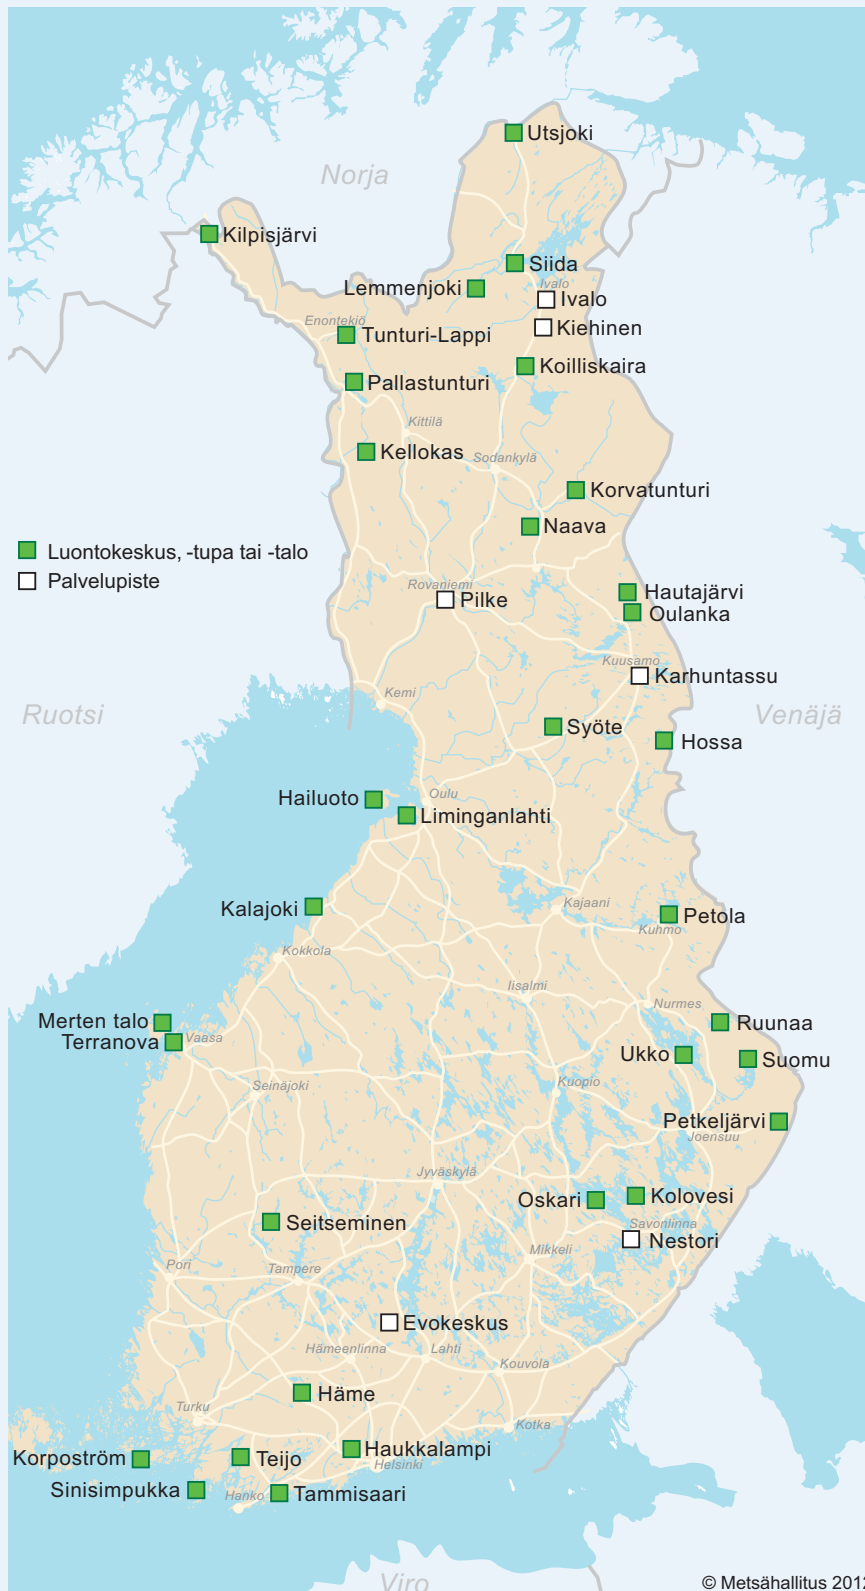 Utsjoki
Norja
Kilpisjärvi
Siida
Lemmenjoki
Ivalo
Ivalo
Enontekiö
Kiehinen
Tunturi-Lappi
Koilliskaira
Pallastunturi
Kittilä
Kellokas
Sodankylä
Korvatunturi
Naava
Luontokeskus, -tupa tai -talo
Palvelupiste
Rovaniemi
Pilke
Hautajärvi
Oulanka
Kuusamo
Karhuntassu
Kemi
Ruotsi
Venäjä
Syöte
Hossa
Hailuoto
Oulu
Liminganlahti
Kalajoki
Kajaani
Petola
Kuhmo
Kokkola
Iisalmi
Nurmes
Merten talo
Ruunaa
Terranova
Vaasa
Ukko
Suomu
Seinäjoki
Kuopio
Petkeljärvi
Joensuu
Jyväskylä
Oskari
Kolovesi
Seitseminen
Savonlinna
Nestori
Mikkeli
Pori
Tampere
Evokeskus
Hämeenlinna
Lahti
Kouvola
Häme
Turku
Kotka
Haukkalampi
Korpoström
Teijo
Helsinki
Sinisimpukka
Hanko
Tammisaari
Viro